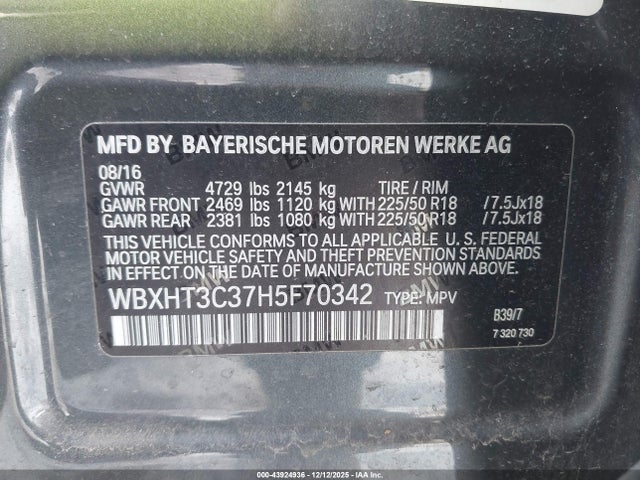 MFD BY BAYERISCHE MOTOREN WERKE AG
08/16
GVWR 4729 lbs 2145 kg TIRE / RIM
GAWR FRONT 2469 lbs 1120 kg WITH 225/50 R18 /7.5Jx18
GAWR REAR 2381 lbs 1080 kg WITH 225/50 R18 /7.5Jx18
THIS VEHICLE CONFORMS TO ALL APPLICABLE U. S. FEDERAL
MOTOR VEHICLE SAFETY AND THEFT PREVENTION STANDARDS
IN EFFECT ON THE DATE OF MANUFACTURE SHOWN ABOVE.
WBXHT3C37H5F70342 TYPE: MPV
B39/7
7 320 730
000-43924936 - 12/12/2025 - IAA Inc.